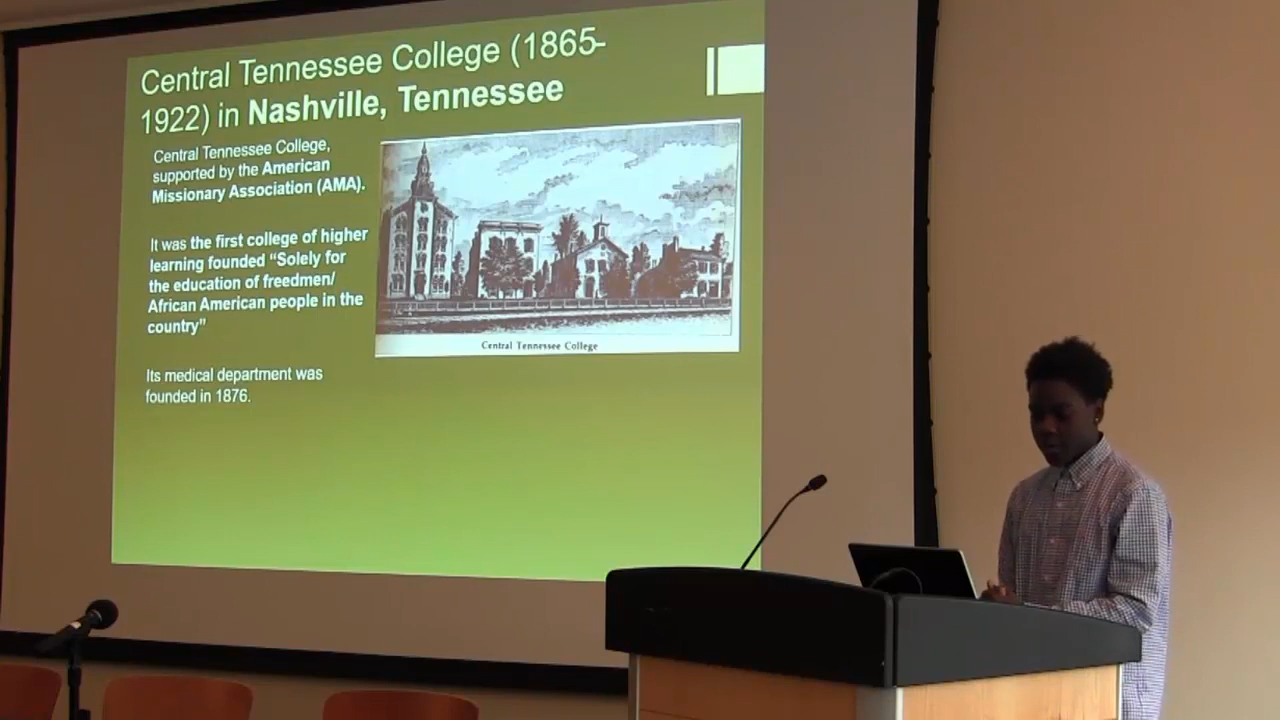 Central Tennessee College (1865-
1922) in Nashville, Tennessee
Central Tennessee College,
supported by the American
Missionary Association (AMA).
It was the first college of higher
learning founded “Solely for
the education of freedmen/
African American people in the
country”
Its medical department was
founded in 1876.
Central Tennessee College